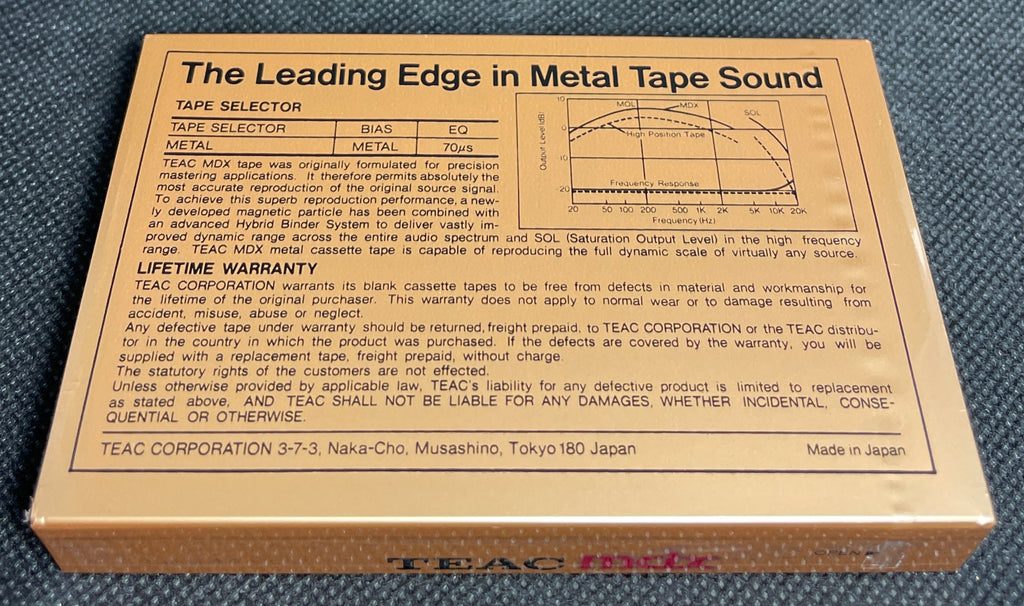 The Leading Edge in Metal Tape Sound
TAPE SELECTOR
TAPE SELECTOR BIAS EQ
METAL METAL 70µs
TEAC MDX tape was originally formulated for precision
mastering applications. It therefore permits absolutely the
most accurate reproduction of the original source signal.
To achieve this superb reproduction performance, a new-
ly developed magnetic particle has been combined with
an advanced Hybrid Binder System to deliver vastly im-
proved dynamic range across the entire audio spectrum and SOL (Saturation Output Level) in the high frequency
range. TEAC MDX metal cassette tape is capable of reproducing the full dynamic scale of virtually any source.
10
0
-10
-20
Output Level (dB)
MOL
MDX
SOL
High Position Tape
Frequency Response
20 50 100 200 500 1K 2K 5K 10K 20K
Frequency (Hz)
LIFETIME WARRANTY
TEAC CORPORATION warrants its blank cassette tapes to be free from defects in material and workmanship for
the lifetime of the original purchaser. This warranty does not apply to normal wear or to damage resulting from
accident, misuse, abuse or neglect.
Any defective tape under warranty should be returned, freight prepaid, to TEAC CORPORATION or the TEAC distribu-
tor in the country in which the product was purchased. If the defects are covered by the warranty, you will be
supplied with a replacement tape, freight prepaid, without charge.
The statutory rights of the customers are not effected.
Unless otherwise provided by applicable law, TEAC's liability for any defective product is limited to replacement
as stated above, AND TEAC SHALL NOT BE LIABLE FOR ANY DAMAGES, WHETHER INCIDENTAL, CONSE-
QUENTIAL OR OTHERWISE.
TEAC CORPORATION 3-7-3, Naka-Cho, Musashino, Tokyo 180 Japan Made in Japan
TEAC
OPEN